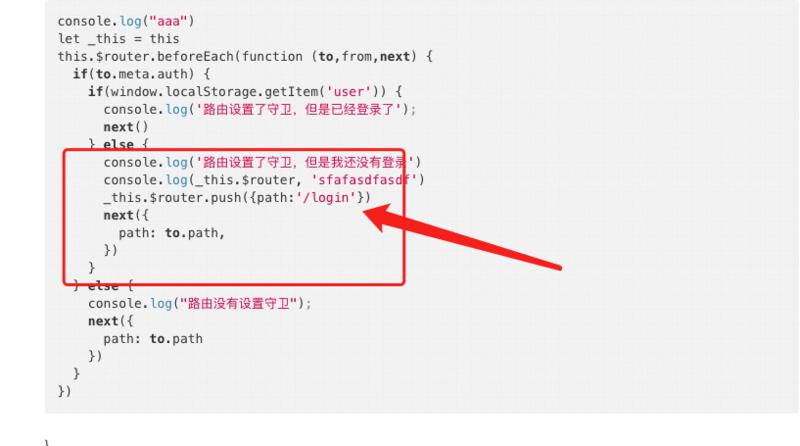 console.log("aaa")
let _this = this
this.$router.beforeEach(function (to,from,next) {
if(to.meta.auth) {
if(window.localStorage.getItem('user')) {
console.log('路由设置了守卫，但是已经登录了');
next()
} else {
console.log('路由设置了守卫，但是我还没有登录')
console.log(_this.$router, 'sfafasdfasdf')
_this.$router.push({path:'/login'})
next({
path: to.path,
})
}
} else {
console.log("路由没有设置守卫");
next({
path: to.path
})
}
})
}